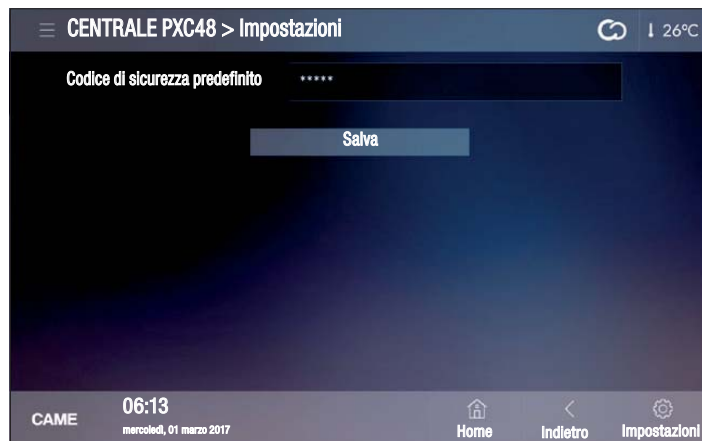 CENTRALE PXC48 > Impostazioni
26°C
Codice di sicurezza predefinito *****
Salva
CAME
06:13
mercoledì, 01 marzo 2017
Home
Indietro
Impostazioni